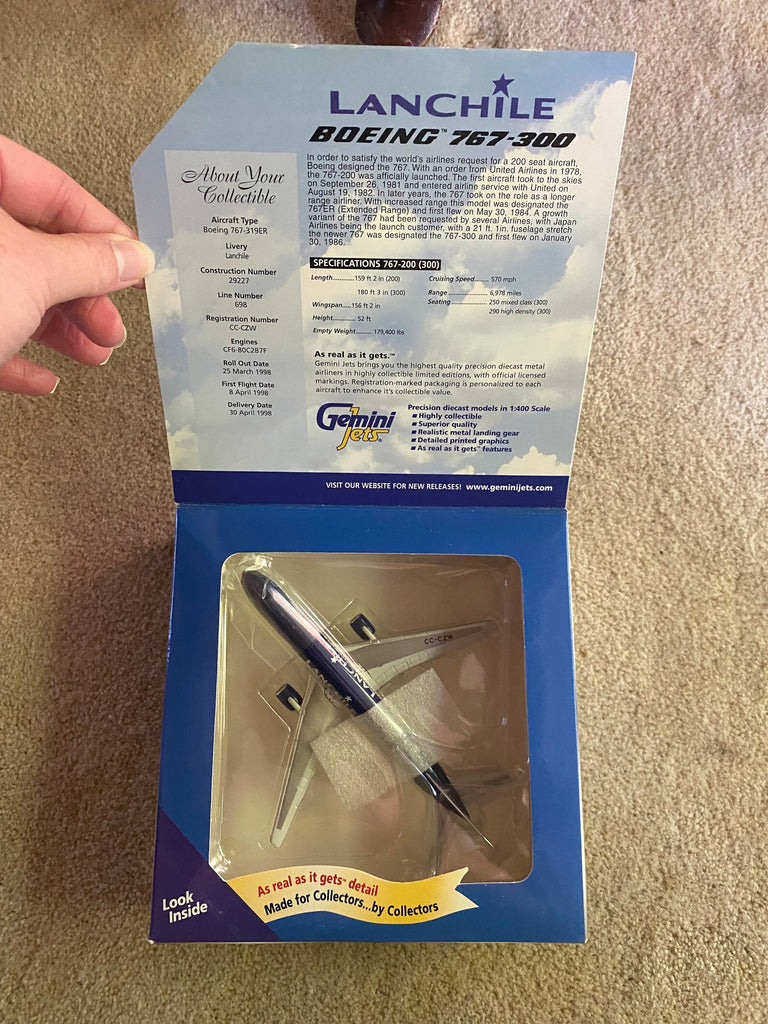 LANCHILE
BOEING™ 767-300
In order to satisfy the world's airlines request for a 200 seat aircraft,
Boeing designed the 767. With an order from United Airlines in 1978,
the 767-200 was afficially launched. The first aircraft took to the skies
on September 26, 1981 and entered airline service with United on
August 19, 1982. In later years, the 767 took on the role as a longer
range airliner. With increased range this model was designated the
767ER (Extended Range) and first flew on May 30, 1984. A growth
variant of the 767 had been requested by several Airlines, with Japan
Airlines being the launch customer, with a 21 ft. 1in. fuselage stretch
the newer 767 was designated the 767-300 and first flew on January
30, 1986.
About Your
Collectible
Aircraft Type
Boeing 767-319ER
Livery
Lanchile
Construction Number
29227
Line Number
698
Registration Number
CC-CZW
Engines
CF6-80C2B7F
Roll Out Date
25 March 1998
First Flight Date
8 April 1998
Delivery Date
30 April 1998
SPECIFICATIONS 767-200 (300)
Length..........159 ft 2 in (200)
180 ft 3 in (300)
Wingspan....156 ft 2 in
Height.......... 52 ft
Empty Weight........ 179,400 lbs
Cruising Speed........ 570 mph
Range .................... 6,978 miles
Seating................. 250 mixed class (300)
290 high density (300)
As real as it gets.™
Gemini Jets brings you the highest quality precision diecast metal
airliners in highly collectible limited editions, with official licensed
markings. Registration-marked packaging is personalized to each
aircraft to enhance it's collectible value.
Gemini
Jets®
Precision diecast models in 1:400 Scale
■ Highly collectible
■ Superior quality
■ Realistic metal landing gear
■ Detailed printed graphics
■ As real as it gets™ features
VISIT OUR WEBSITE FOR NEW RELEASES! www.geminijets.com
CC-CZW
Look
Inside
As real as it gets™ detail
Made for Collectors...by Collectors